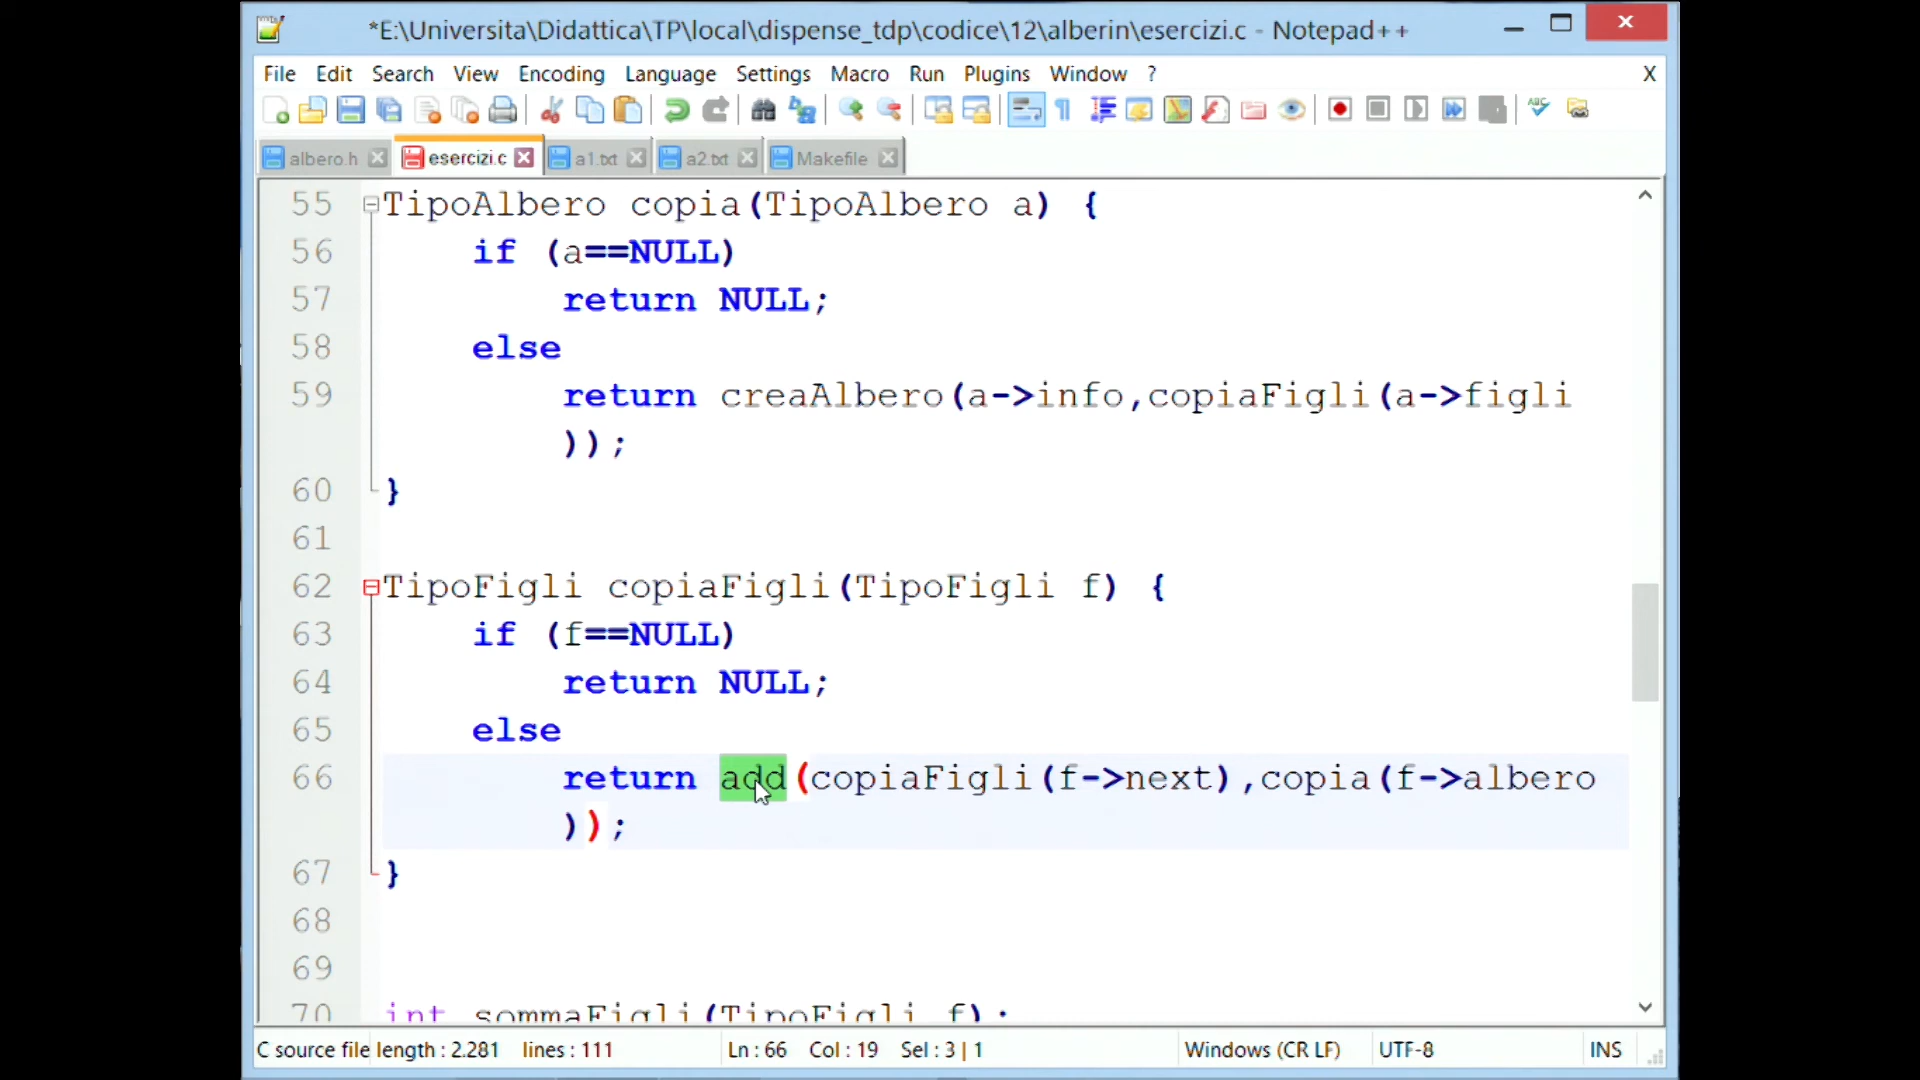 *E:\Universita\Didattica\TP\local\dispense_tdp\codice\12\alberin\esercizi.c - Notepad++
File Edit Search View Encoding Language Settings Macro Run Plugins Window ? X
albero.h esercizi.c a1.txt a2.txt Makefile
55 TipoAlbero copia(TipoAlbero a) {
56 if (a==NULL)
57 return NULL;
58 else
59 return creaAlbero(a->info,copiaFigli(a->figli
));
60 }
61
62 TipoFigli copiaFigli(TipoFigli f) {
63 if (f==NULL)
64 return NULL;
65 else
66 return add(copiaFigli(f->next),copia(f->albero
));
67 }
68
69
70 int sommaFigli(TipoFigli f);
C source file length : 2.281 lines : 111 Ln : 66 Col : 19 Sel : 3 | 1 Windows (CR LF) UTF-8 INS